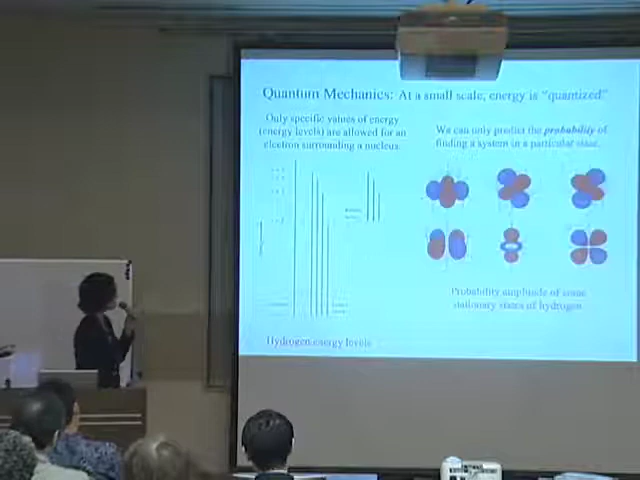 Quantum Mechanics: At a small scale, energy is "quantized"
Only specific values of energy
(energy levels) are allowed for an
electron surrounding a nucleus.
We can only predict the probability of
finding a system in a particular state.
Probability amplitude of some
stationary states of hydrogen.
Hydrogen energy levels